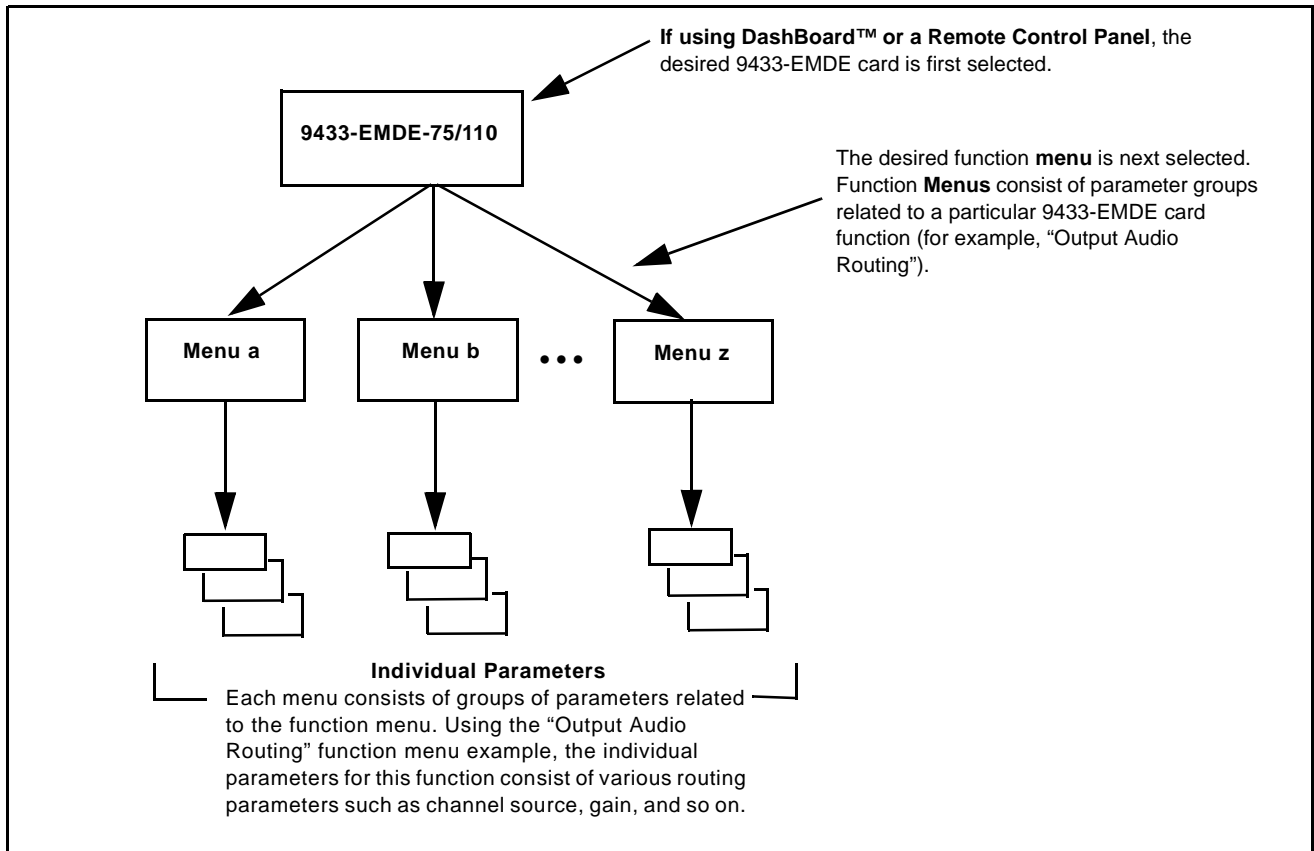 If using DashBoard™ or a Remote Control Panel, the
desired 9433-EMDE card is first selected.
9433-EMDE-75/110
The desired function menu is next selected.
Function Menus consist of parameter groups
related to a particular 9433-EMDE card
function (for example, “Output Audio
Routing”).
Menu a
Menu b
• • •
Menu z
Individual Parameters
Each menu consists of groups of parameters related
to the function menu. Using the “Output Audio
Routing” function menu example, the individual
parameters for this function consist of various routing
parameters such as channel source, gain, and so on.